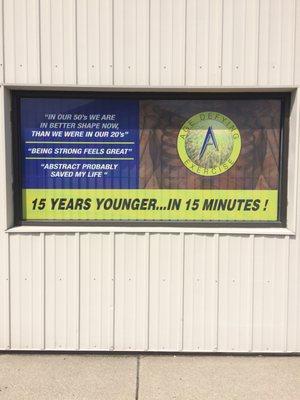 "IN OUR 50's WE ARE
IN BETTER SHAPE NOW,
THAN WE WERE IN OUR 20's"
"BEING STRONG FEELS GREAT"
"ABSTRACT PROBABLY
SAVED MY LIFE "
AGE DEFYING
A
EXERCISE
15 YEARS YOUNGER...IN 15 MINUTES !